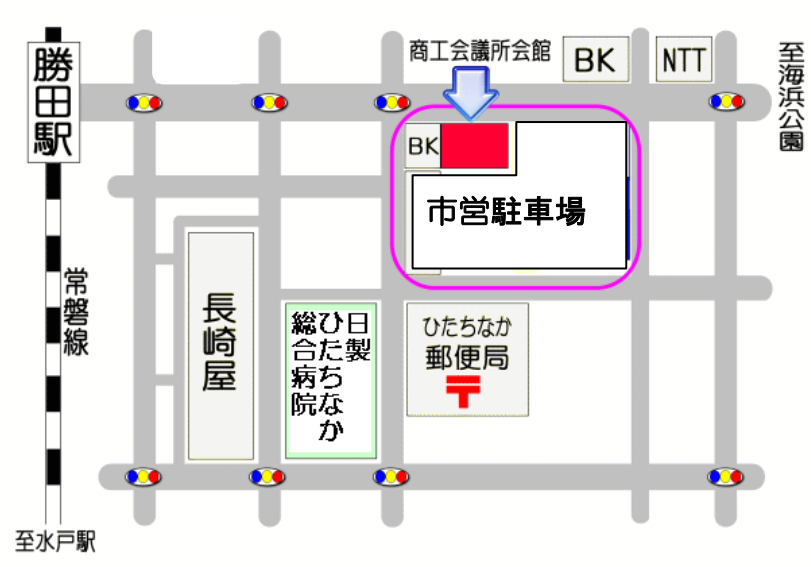 商工会議所会館
BK
NTT
至海浜公園
勝田駅
BK
市営駐車場
常磐線
長崎屋
日製
ひたちなか
総合病院
ひたちなか
郵便局
至水戸駅